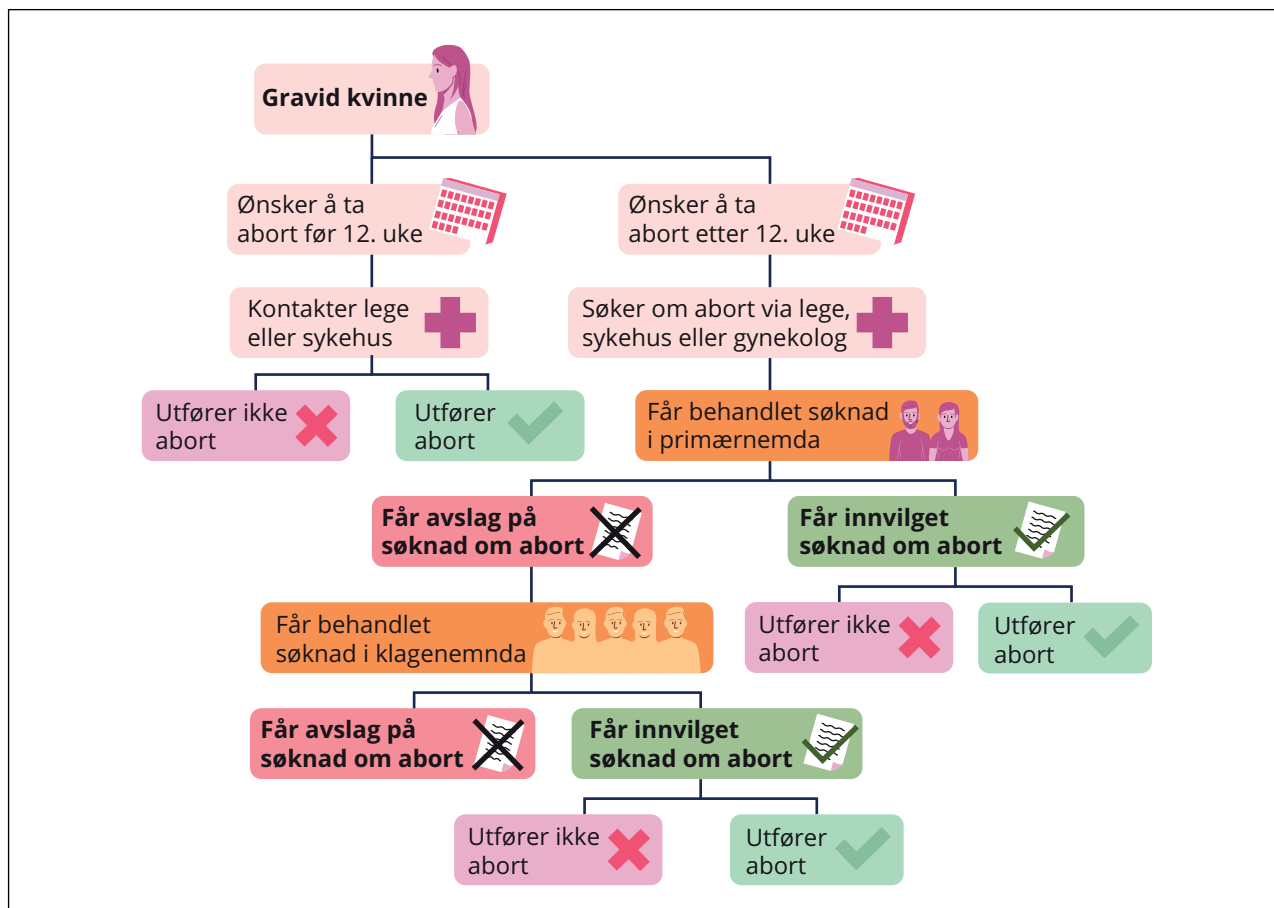 Gravid kvinne
Ønsker å ta
abort før 12. uke
Ønsker å ta
abort etter 12. uke
Kontakter lege
eller sykehus
Søker om abort via lege,
sykehus eller gynekolog
Utfører ikke
abort
Utfører
abort
Får behandlet søknad
i primærnemda
Får avslag på
søknad om abort
Får innvilget
søknad om abort
Får behandlet
søknad i klagenemnda
Utfører ikke
abort
Utfører
abort
Får avslag på
søknad om abort
Får innvilget
søknad om abort
Utfører ikke
abort
Utfører
abort